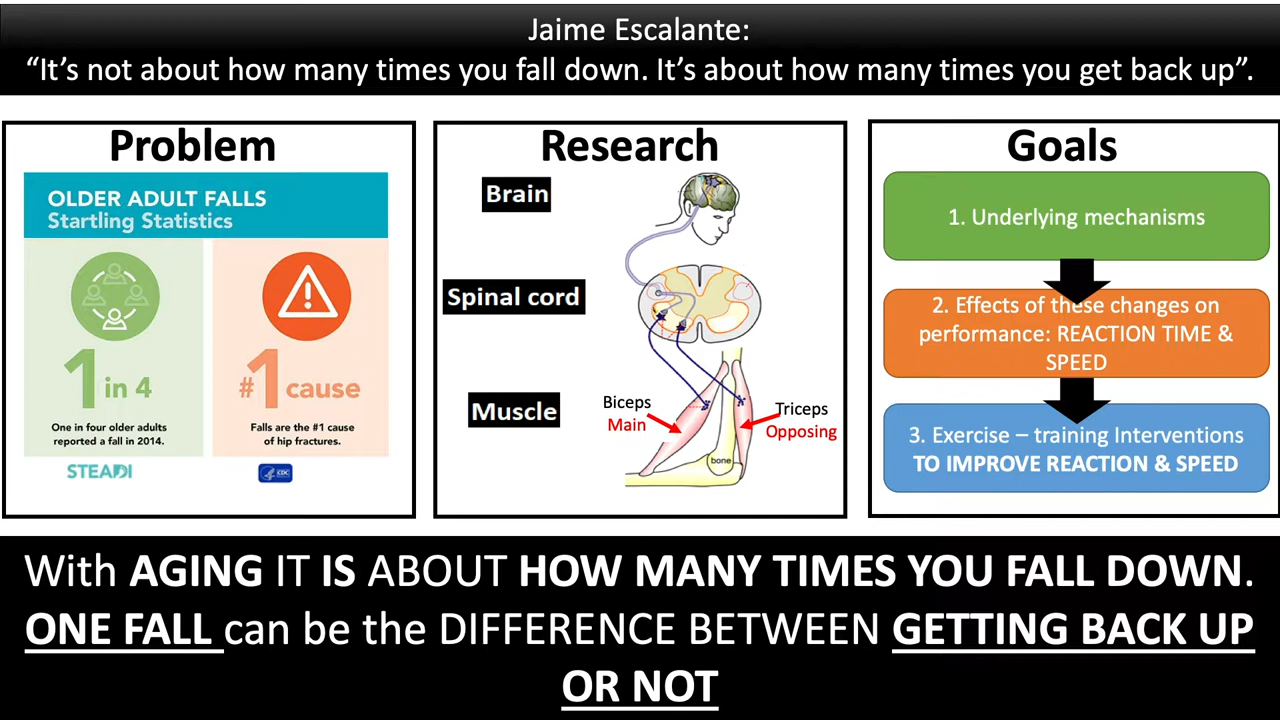 Jaime Escalante:
“It’s not about how many times you fall down. It’s about how many times you get back up”.
Problem
OLDER ADULT FALLS
Startling Statistics
1 in 4
One in four older adults
reported a fall in 2014.
STEADI
#1 cause
Falls are the #1 cause
of hip fractures.
CDC
Research
Brain
Spinal cord
Muscle
Biceps
Main
Triceps
Opposing
bone
Goals
1. Underlying mechanisms
2. Effects of these changes on
performance: REACTION TIME &
SPEED
3. Exercise – training Interventions
TO IMPROVE REACTION & SPEED
With AGING IT IS ABOUT HOW MANY TIMES YOU FALL DOWN.
ONE FALL can be the DIFFERENCE BETWEEN GETTING BACK UP
OR NOT